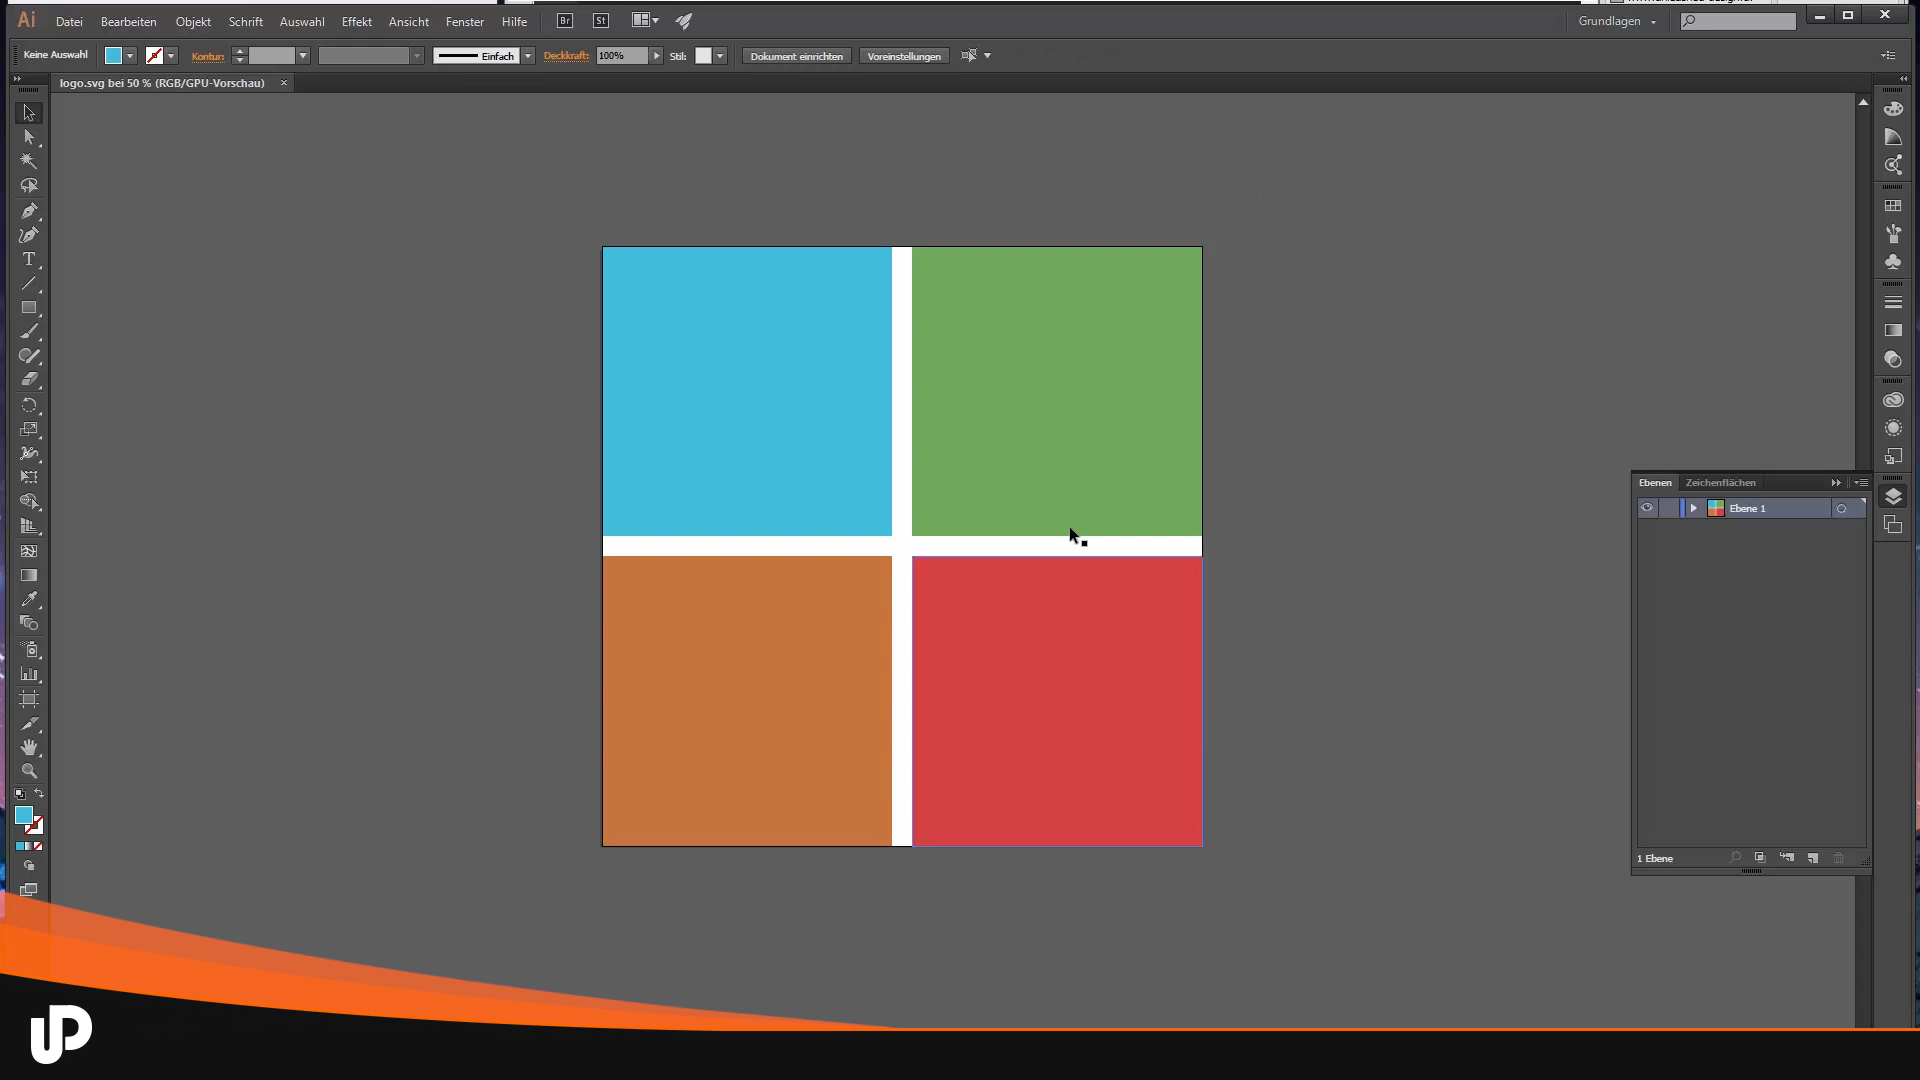 Ai Datei Bearbeiten Objekt Schrift Auswahl Effekt Ansicht Fenster Hilfe Br St Grundlagen
Keine Auswahl Kontur: Einfach Deckkraft: 100% Stil: Dokument einrichten Voreinstellungen
logo.svg bei 50 % (RGB/GPU-Vorschau) ×
T
Ebenen Zeichenflächen
Ebene 1
1 Ebene
UP